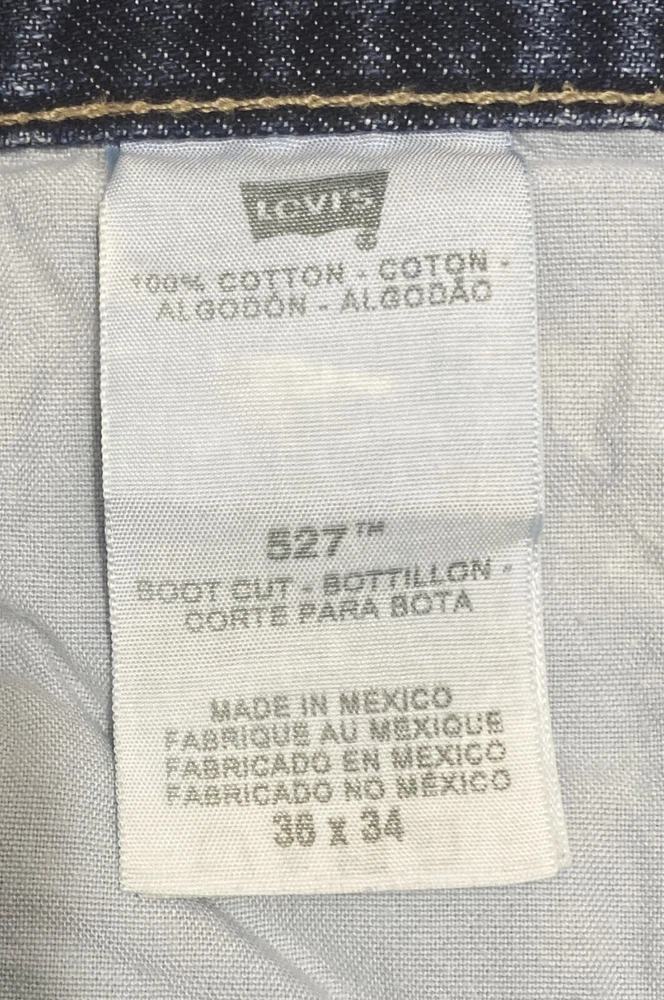 LEVI'S
®
100% COTTON - COTON -
ALGODÓN - ALGODÃO
527™
BOOT CUT - BOTTILLON -
CORTE PARA BOTA
MADE IN MEXICO
FABRIQUE AU MEXIQUE
FABRICADO EN MEXICO
FABRICADO NO MÉXICO
36 x 34